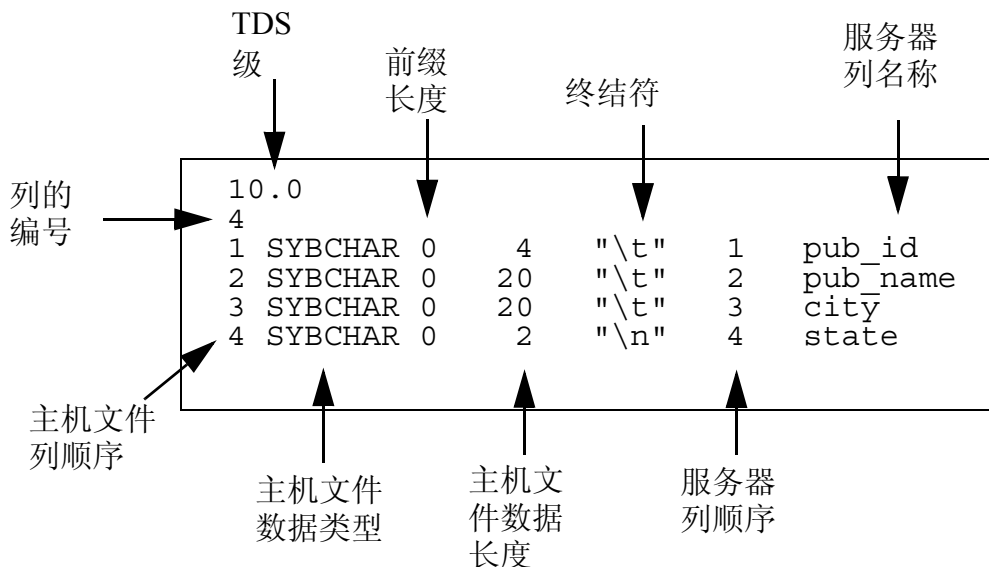 TDS
级
前缀
长度
终结符
服务器
列名称
列的
编号
10.0
4
1 SYBCHAR 0 4 "\t" 1 pub_id
2 SYBCHAR 0 20 "\t" 2 pub_name
3 SYBCHAR 0 20 "\t" 3 city
4 SYBCHAR 0 2 "\n" 4 state
主机文件
列顺序
主机文件
数据类型
主机文
件数据
长度
服务器
列顺序